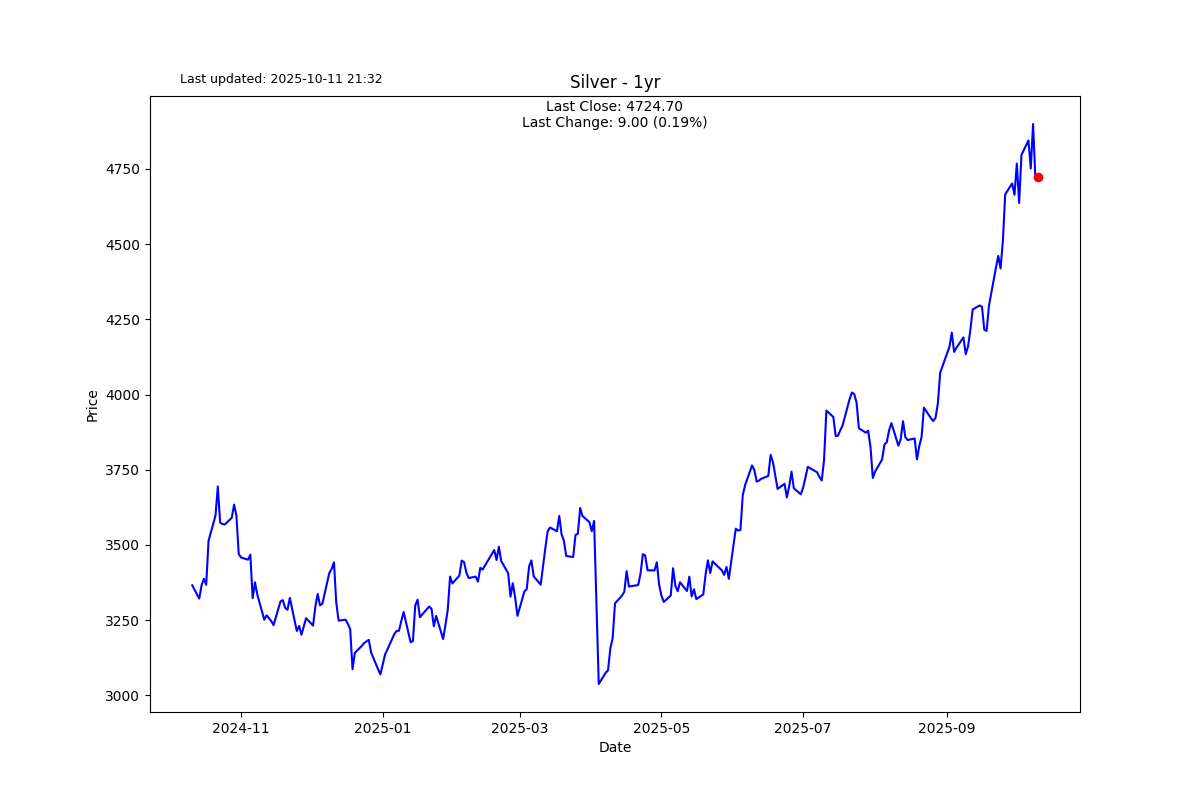 Last updated: 2025-10-11 21:32
Silver - 1yr
Last Close: 4724.70
Last Change: 9.00 (0.19%)
4750
4500
4250
4000
3750
3500
3250
3000
Price
2024-11
2025-01
2025-03
2025-05
2025-07
2025-09
Date